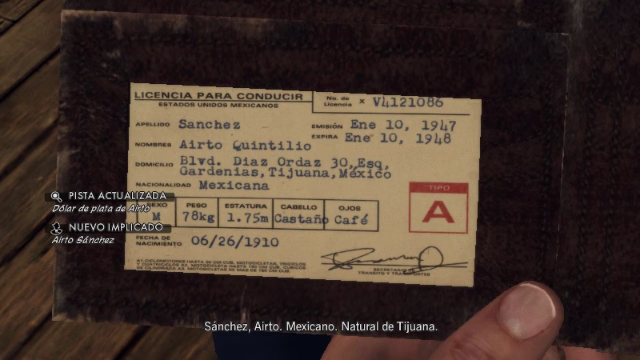 LICENCIA PARA CONDUCIR
ESTADOS UNIDOS MEXICANOS
No. de Licencia x V4121086
APELLIDO Sanchez
EMISIÓN Ene 10, 1947
EXPIRA Ene 10, 1948
NOMBRES Airto Quintilio
DOMICILIO Blvd. Diaz Ordaz 30,Esq,
Gardenias,Tijuana,México
NACIONALIDAD Mexicana
SEXO PESO ESTATURA CABELLO OJOS
M 78kg 1.75m Castaño Café
TIPO
A
FECHA DE NACIMIENTO 06/26/1910
PISTA ACTUALIZADA
Dólar de plata de Airto
NUEVO IMPLICADO
Airto Sánchez
TRANSITO Y TRANSPORTES
Sánchez, Airto. Mexicano. Natural de Tijuana.